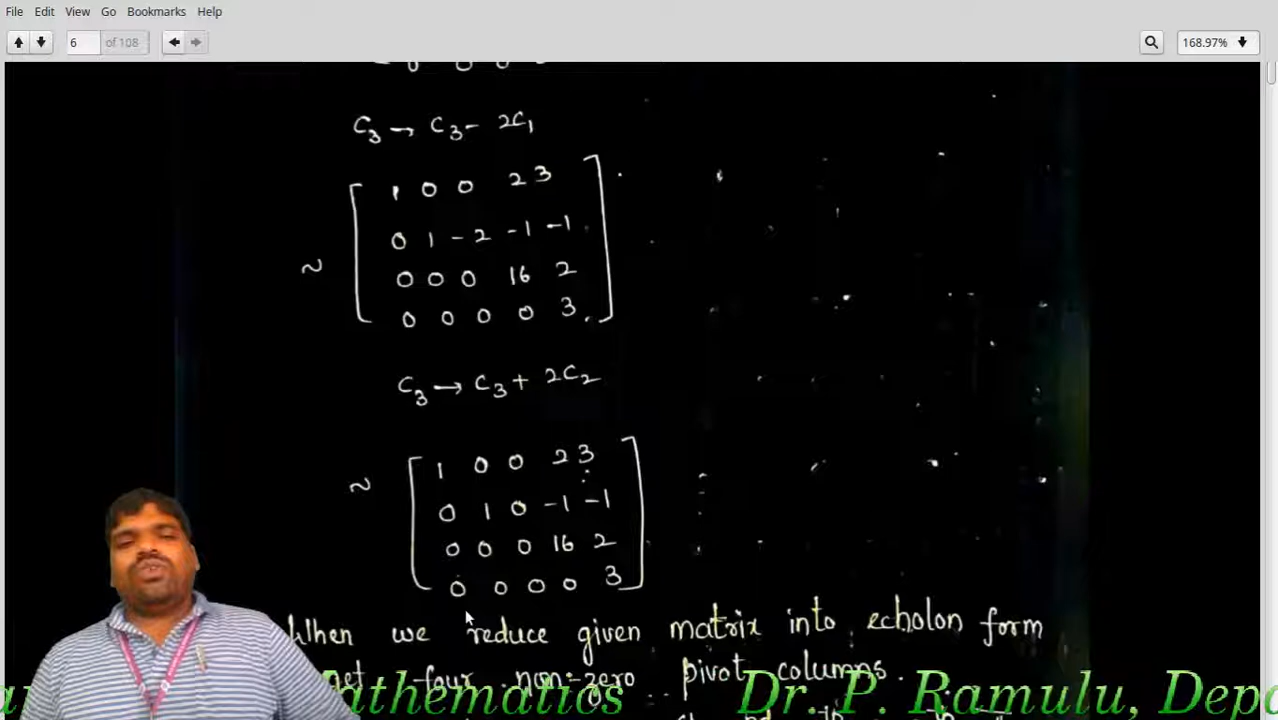 File Edit View Go Bookmarks Help
6 of 108 168.97%
C3 → C3 - 2C1
1 0 0 2 3
0 1 -2 -1 -1
~
0 0 0 16 2
0 0 0 0 3
C3 → C3 + 2C2
1 0 0 2 3
~
0 1 0 -1 -1
0 0 0 16 2
0 0 0 0 3
When we reduce given matrix into echolon form
four non-zero pivot columns.
athematics Dr. P. Ramulu, Depa